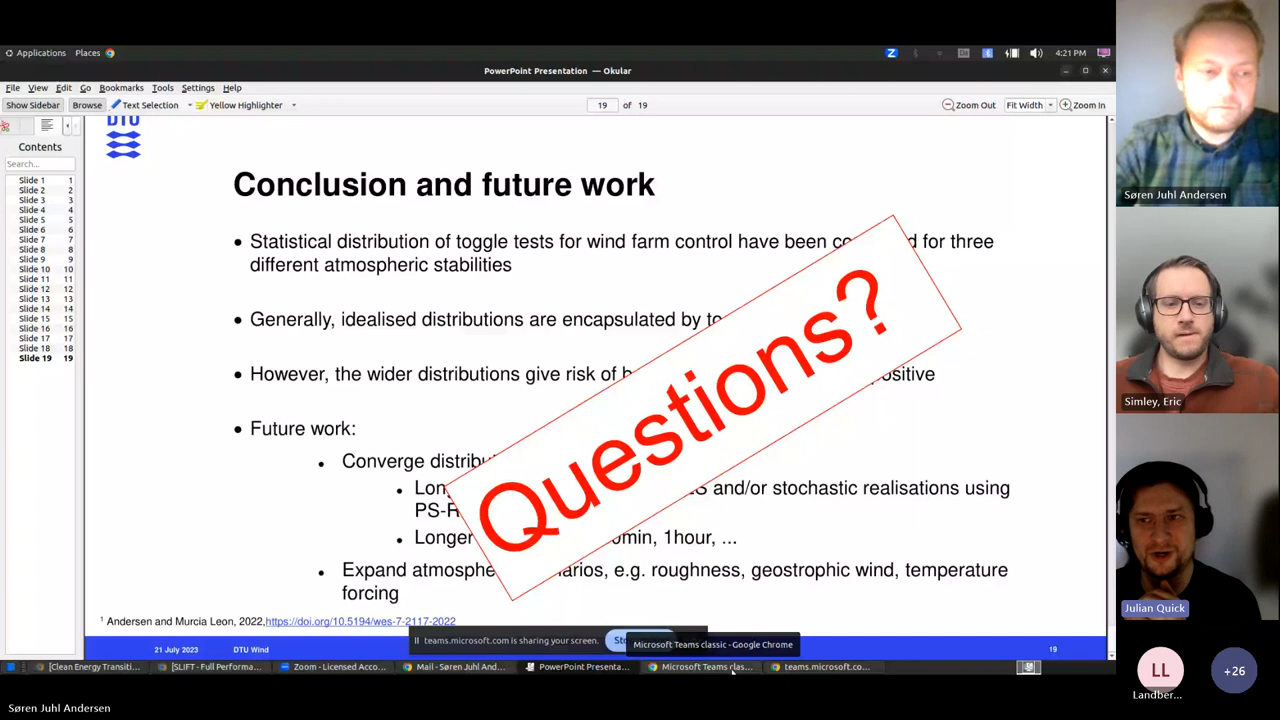 Applications Places
4:21 PM
PowerPoint Presentation — Okular
File View Edit Go Bookmarks Tools Settings Help
Show Sidebar Browse Text Selection Yellow Highlighter 19 of 19 Zoom Out Fit Width Zoom In
DTU
Contents
Search...
Slide 1 1
Slide 2 2
Slide 3 3
Slide 4 4
Slide 5 5
Slide 6 6
Slide 7 7
Slide 8 8
Slide 9 9
Slide 10 10
Slide 11 11
Slide 12 12
Slide 13 13
Slide 14 14
Slide 15 15
Slide 16 16
Slide 17 17
Slide 18 18
Slide 19 19
Conclusion and future work
• Statistical distribution of toggle tests for wind farm control have been for three
different atmospheric stabilities
• Generally, idealised distributions are encapsulated by
• However, the wider distributions give risk of
• Future work:
• Converge
• and/or stochastic realisations using
• Longer 1hour, ...
• Expand e.g. roughness, geostrophic wind, temperature
forcing
Questions?
1 Andersen and Murcia Leon, 2022,https://doi.org/10.5194/wes-7-2117-2022
teams.microsoft.com is sharing your screen.
Microsoft Teams classic - Google Chrome
21 July 2023 DTU Wind 19
[Clean Energy Transiti... [SLIFT - Full Performa... Zoom - Licensed Acco... Mail - Søren Juhl And... PowerPoint Presenta... Microsoft Teams clas... teams.microsoft.co...
Søren Juhl Andersen
Søren Juhl Andersen
Simley, Eric
Julian Quick
LL
Landber...
+26